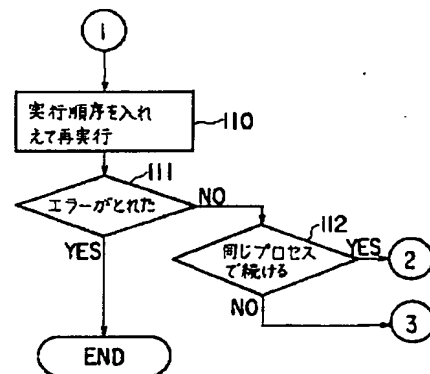 1
実行順序を入れ
えて再実行
110
111
エラーがとれた
NO
YES
112
同じプロセス
で続ける
YES
2
NO
3
END